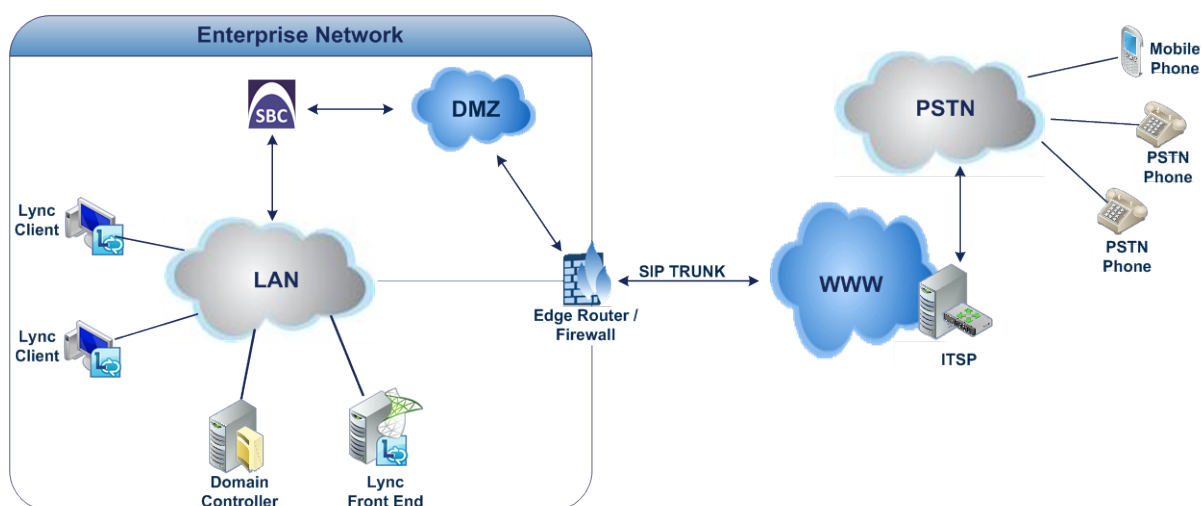 Enterprise Network
SBC
DMZ
Lync
Client
LAN
Lync
Client
Domain
Controller
Lync
Front End
Edge Router /
Firewall
SIP TRUNK
WWW
ITSP
PSTN
Mobile
Phone
PSTN
Phone
PSTN
Phone